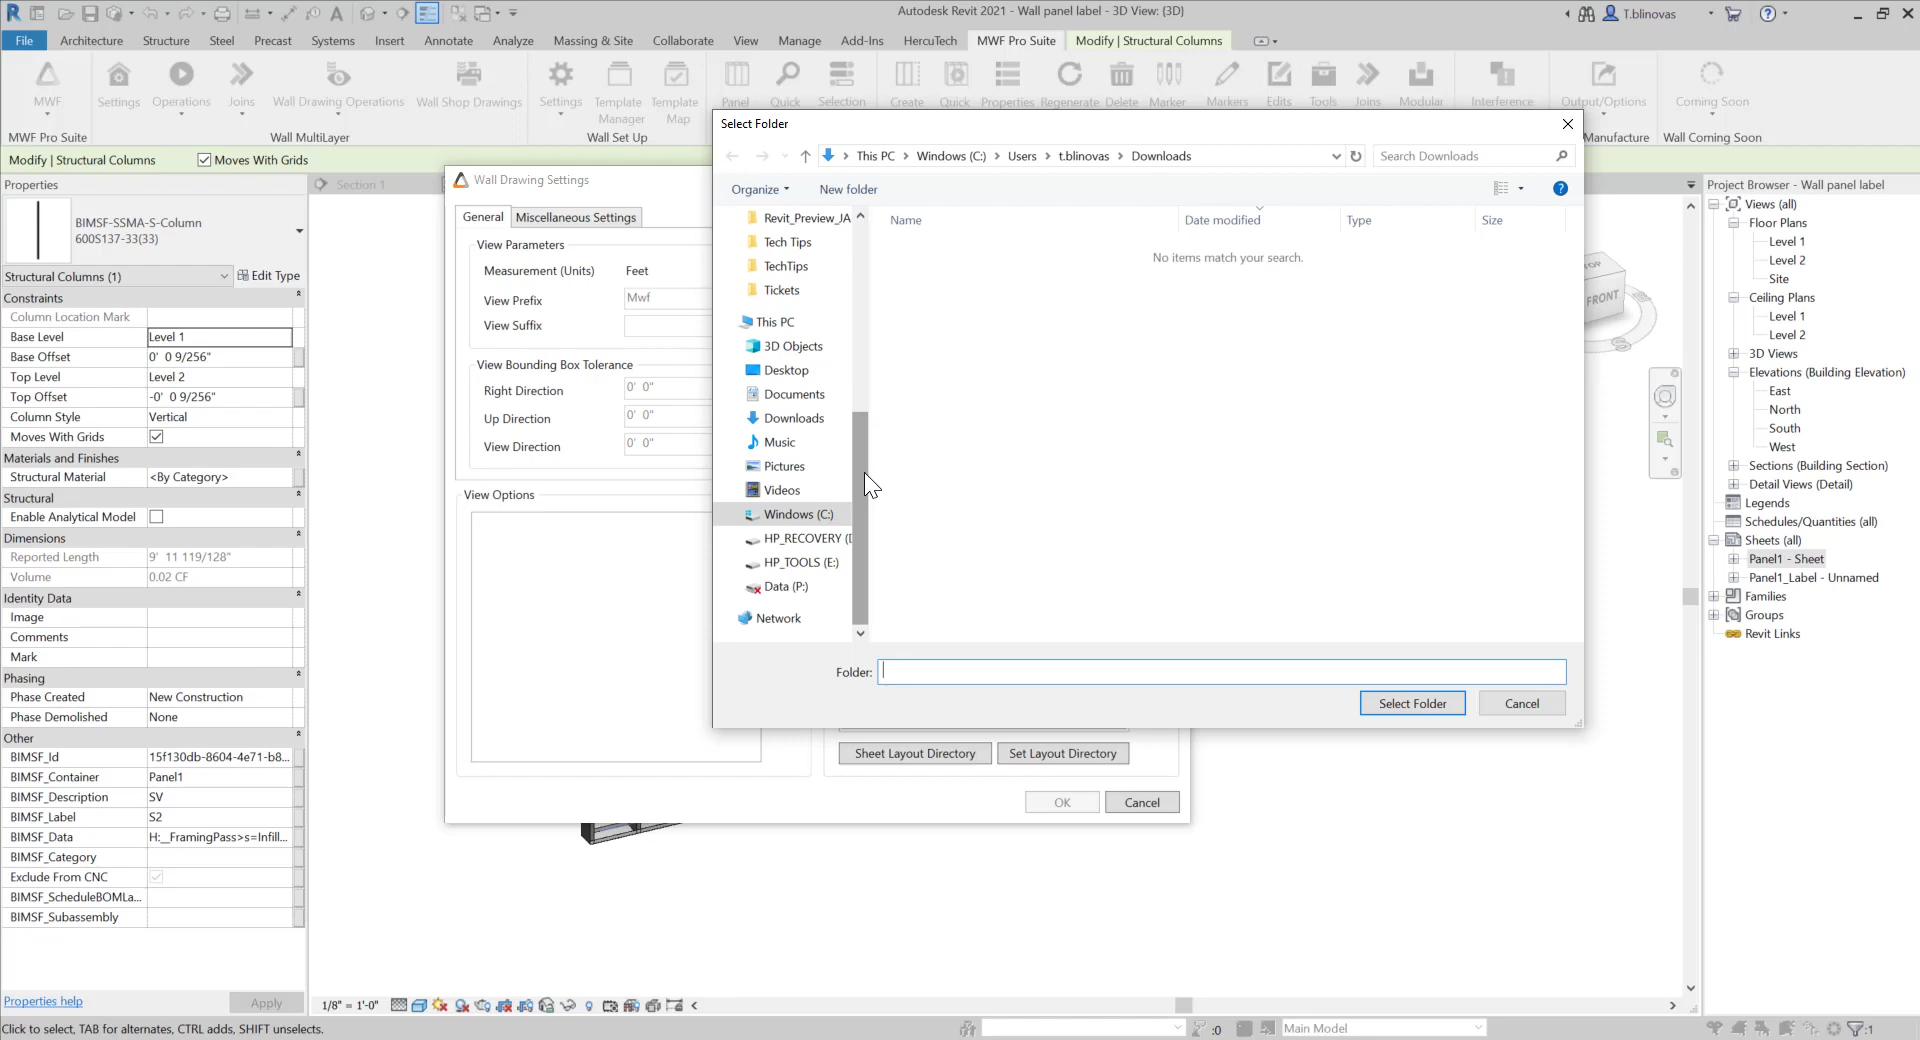 Autodesk Revit 2021 - Wall panel label - 3D View: {3D}
T.blinovas
File Architecture Structure Steel Precast Systems Insert Annotate Analyze Massing & Site Collaborate View Manage Add-Ins HercuTech MWF Pro Suite Modify | Structural Columns
MWF Settings Operations Joins Wall Drawing Operations Wall Shop Drawings Settings Template Manager Template Map Panel Quick Selection Create Quick Properties Regenerate Delete Marker Markers Edits Tools Joins Modular Interference Output/Options Coming Soon
MWF Pro Suite Wall MultiLayer Wall Set Up Manufacture Wall Coming Soon
Modify | Structural Columns Moves With Grids
Properties
BIMSF-SSMA-S-Column
600S137-33(33)
Structural Columns (1) Edit Type
Constraints
Column Location Mark
Base Level Level 1
Base Offset 0' 0 9/256"
Top Level Level 2
Top Offset -0' 0 9/256"
Column Style Vertical
Moves With Grids
Materials and Finishes
Structural Material <By Category>
Structural
Enable Analytical Model
Dimensions
Reported Length 9' 11 119/128"
Volume 0.02 CF
Identity Data
Image
Comments
Mark
Phasing
Phase Created New Construction
Phase Demolished None
Other
BIMSF_Id 15f130db-8604-4e71-b8...
BIMSF_Container Panel1
BIMSF_Description SV
BIMSF_Label S2
BIMSF_Data H:_FramingPass>s=Infill...
BIMSF_Category
Exclude From CNC
BIMSF_ScheduleBOMLa...
BIMSF_Subassembly
Properties help Apply
Section 1
Wall Drawing Settings
General Miscellaneous Settings
View Parameters
Measurement (Units) Feet
View Prefix Mwf
View Suffix
View Bounding Box Tolerance
Right Direction 0' 0"
Up Direction 0' 0"
View Direction 0' 0"
View Options
Sheet Layout Directory Set Layout Directory
OK Cancel
Select Folder
This PC Windows (C:) Users t.blinovas Downloads
Search Downloads
Organize New folder
Name Date modified Type Size
No items match your search.
Revit_Preview_JA
Tech Tips
TechTips
Tickets
This PC
3D Objects
Desktop
Documents
Downloads
Music
Pictures
Videos
Windows (C:)
HP_RECOVERY (D
HP_TOOLS (E:)
Data (P:)
Network
Folder:
Select Folder Cancel
TOP
FRONT
S
Project Browser - Wall panel label
Views (all)
Floor Plans
Level 1
Level 2
Site
Ceiling Plans
Level 1
Level 2
3D Views
Elevations (Building Elevation)
East
North
South
West
Sections (Building Section)
Detail Views (Detail)
Legends
Schedules/Quantities (all)
Sheets (all)
Panel1 - Sheet
Panel1_Label - Unnamed
Families
Groups
Revit Links
1/8" = 1'-0"
Click to select, TAB for alternates, CTRL adds, SHIFT unselects.
:0 Main Model :1